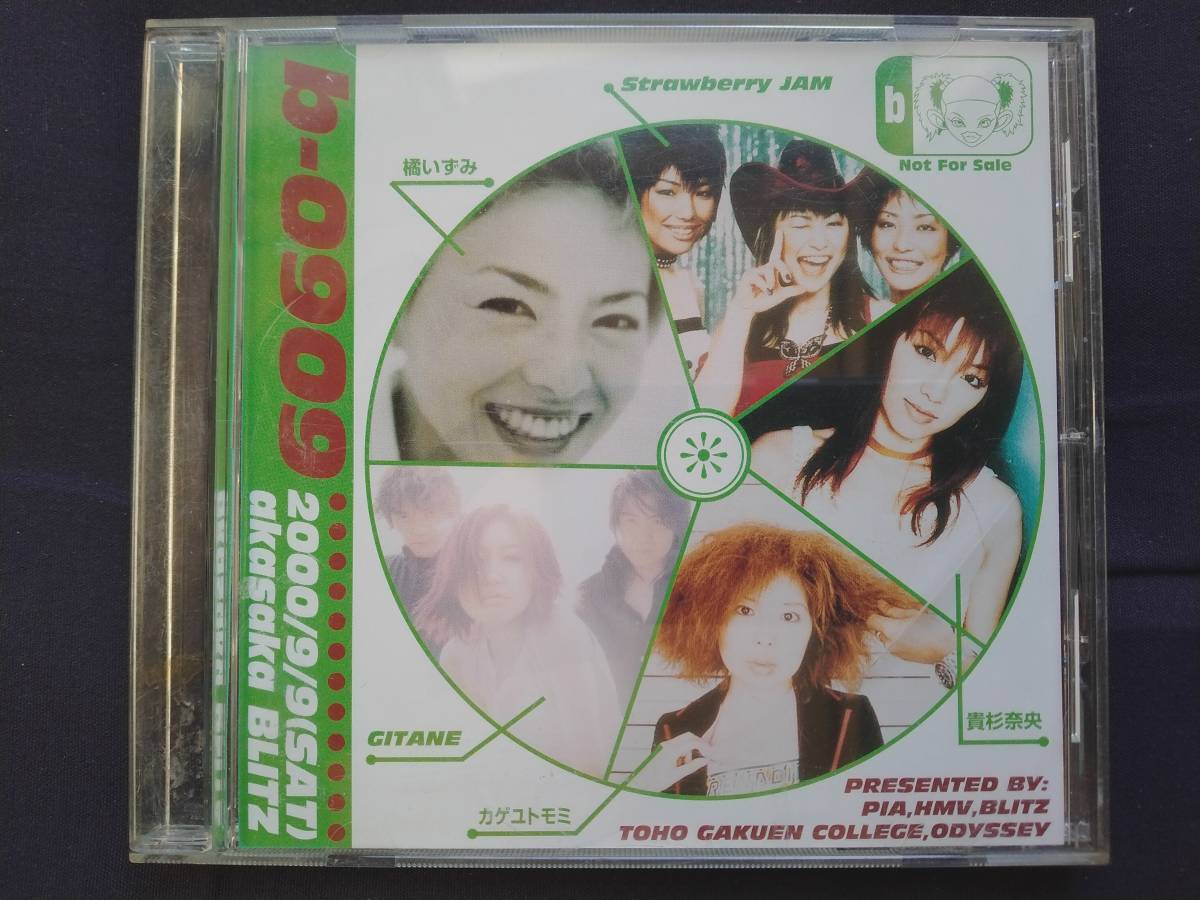 b-0909
2000/9/9(SAT)
akasaka BLITZ
橘いずみ
Strawberry JAM
b
Not For Sale
GITANE
カゲユトモミ
貴杉奈央
PRESENTED BY:
PIA,HMV,BLITZ
TOHO GAKUEN COLLEGE,ODYSSEY